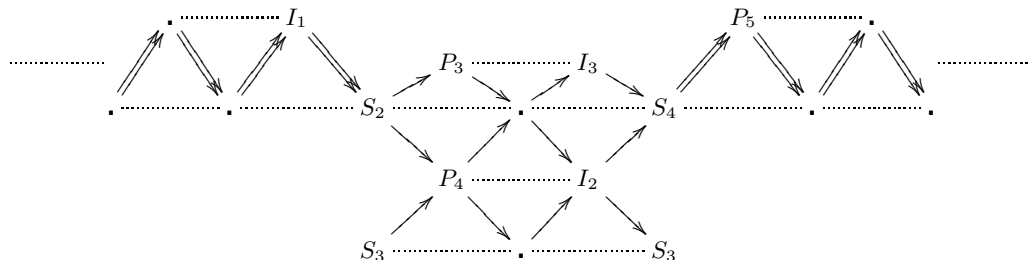 I₁ P₅
P₃ I₃
S₂ S₄
P₄ I₂
S₃ S₃